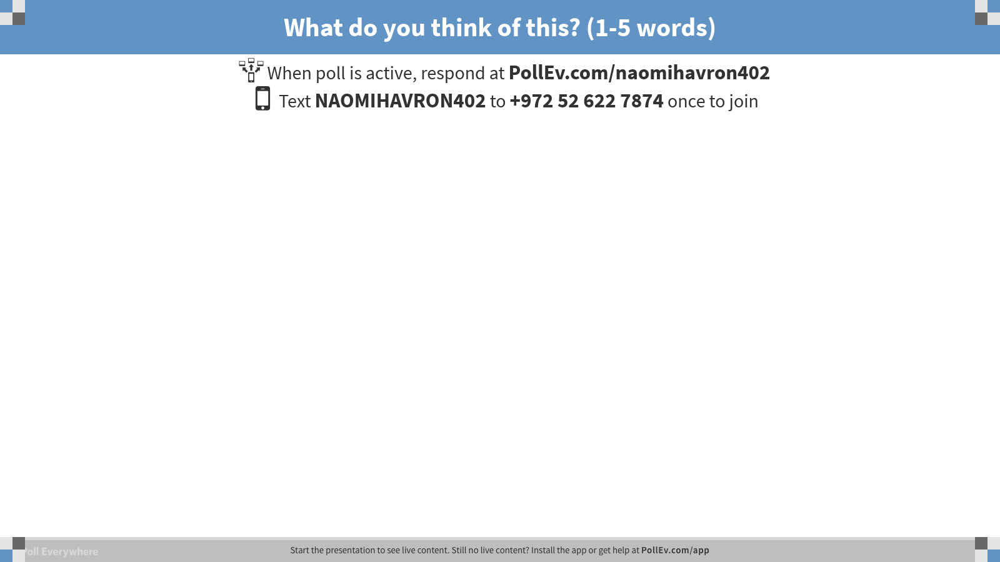 What do you think of this? (1-5 words)
When poll is active, respond at PollEv.com/naomihavron402
Text NAOMIHAVRON402 to +972 52 622 7874 once to join
Poll Everywhere
Start the presentation to see live content. Still no live content? Install the app or get help at PollEv.com/app